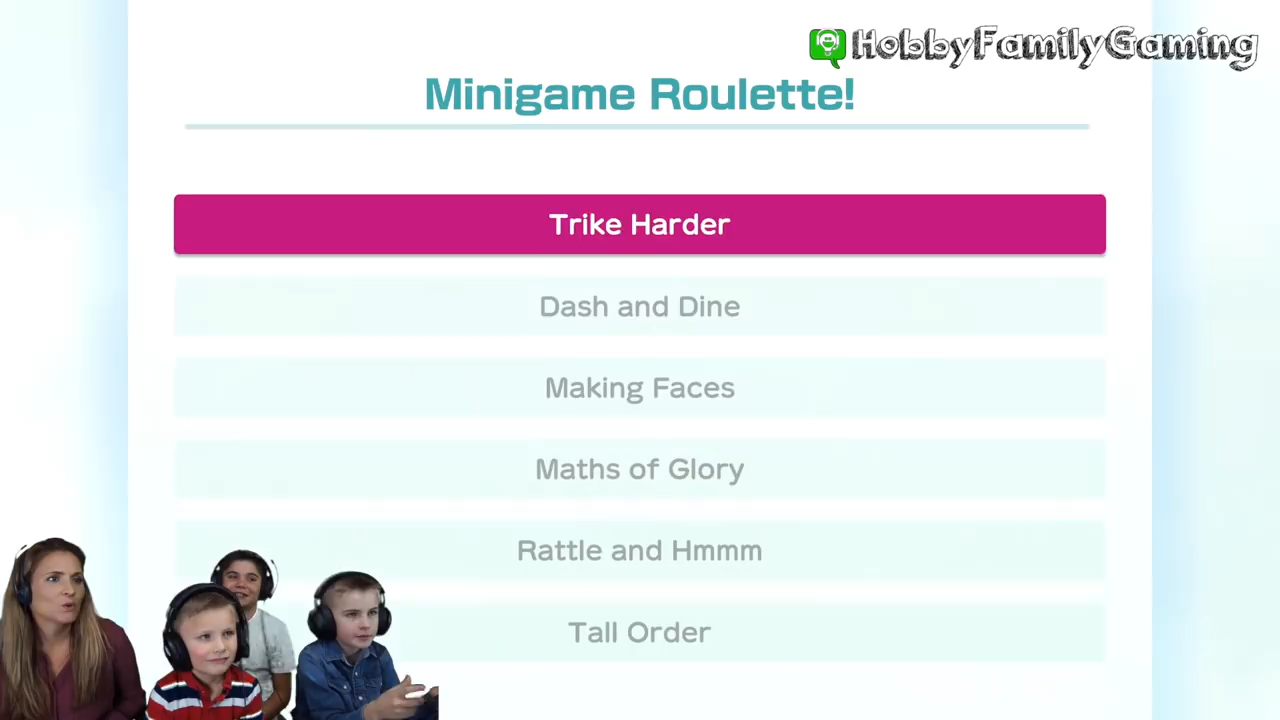 HobbyFamilyGaming
Minigame Roulette!
Trike Harder
Dash and Dine
Making Faces
Maths of Glory
Rattle and Hmmm
Tall Order